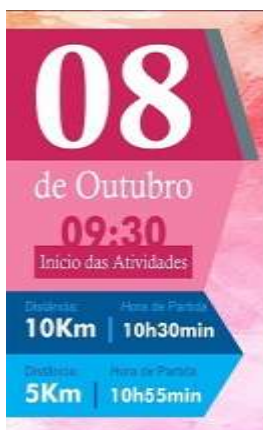 08
de Outubro
09:30
Início das Atividades
Distância: Hora de Partida
10Km | 10h30min
Distância: Hora de Partida
5Km | 10h55min